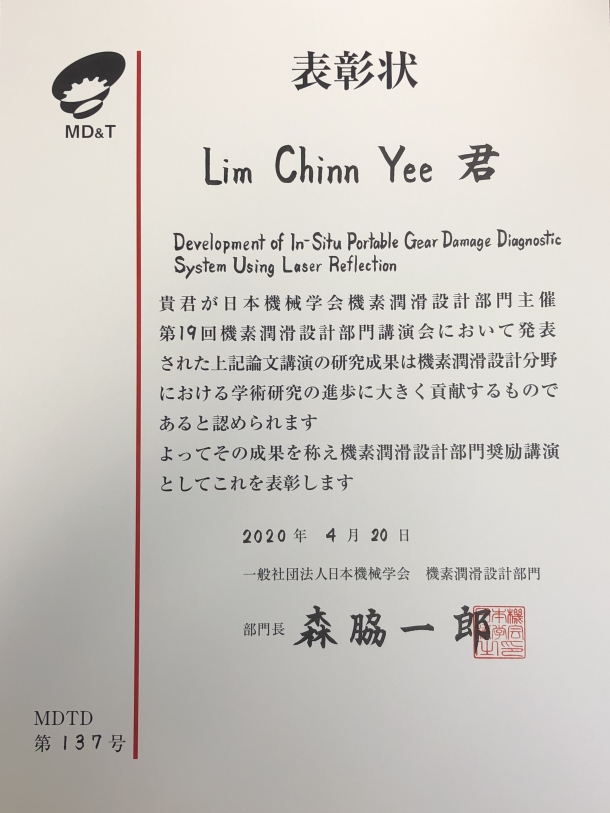 MD&T
表彰状
Lim Chinn Yee 君
Development of In-Situ Portable Gear Damage Diagnostic
System Using Laser Reflection
貴君が日本機械学会機素潤滑設計部門主催
第19回機素潤滑設計部門講演会において発表
された上記論文講演の研究成果は機素潤滑設計分野
における学術研究の進歩に大きく貢献するもので
あると認められます
よってその成果を称え機素潤滑設計部門奨励講演
としてこれを表彰します
2020 年 4 月 20 日
一般社団法人日本機械学会 機素潤滑設計部門
部門長 森脇一郎
MDTD
第 137 号